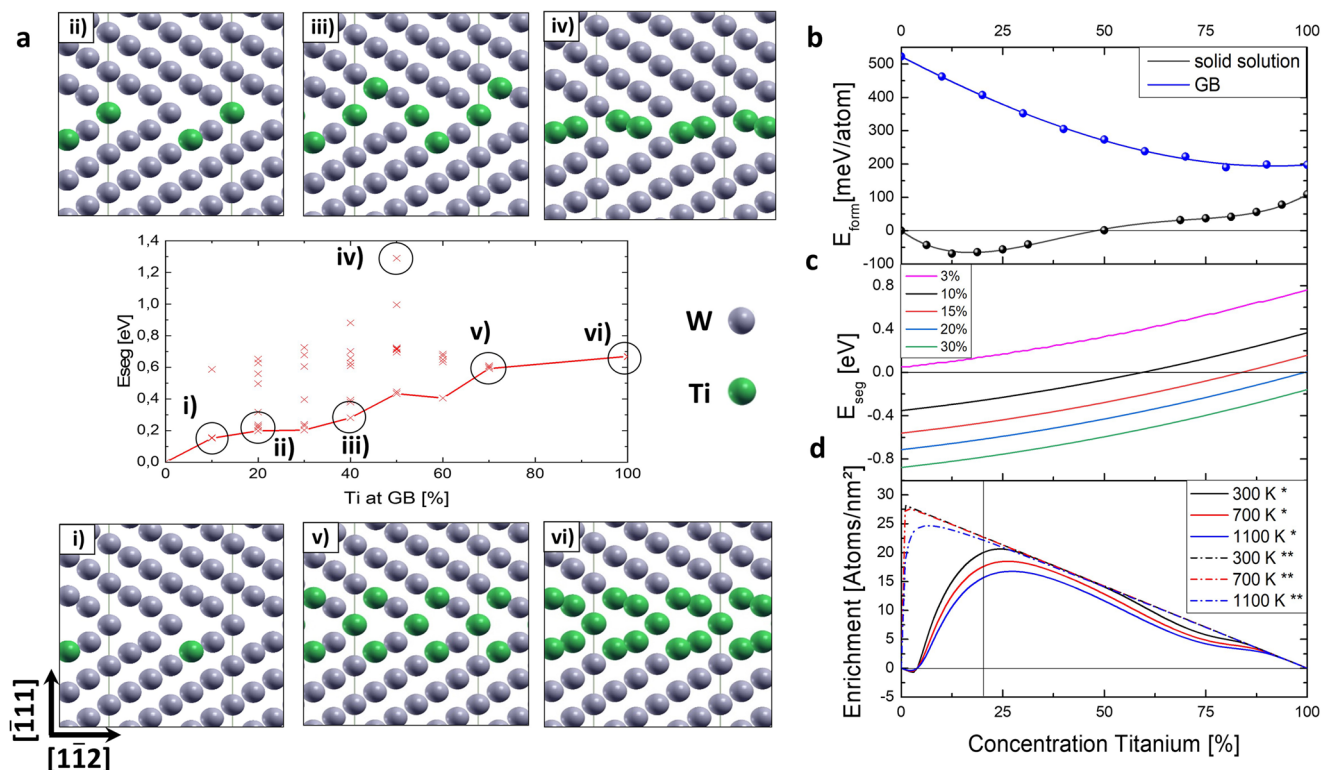 a
ii)
iii)
iv)
Eseg [eV]
1,4
1,2
1,0
0,8
0,6
0,4
0,2
0,0
0
20
40
60
80
100
Ti at GB [%]
i)
ii)
iii)
iv)
v)
vi)
W
Ti
i)
v)
vi)
[1̄11]
[11̄2]
b
0 25 50 75 100
E_form [meV/atom]
500
400
300
200
100
0
-100
solid solution
GB
c
E_seg [eV]
0.8
0.4
0.0
-0.4
-0.8
3%
10%
15%
20%
30%
d
Enrichment [Atoms/nm²]
30
25
20
15
10
5
0
-5
300 K *
700 K *
1100 K *
300 K **
700 K **
1100 K **
0 25 50 75 100
Concentration Titanium [%]